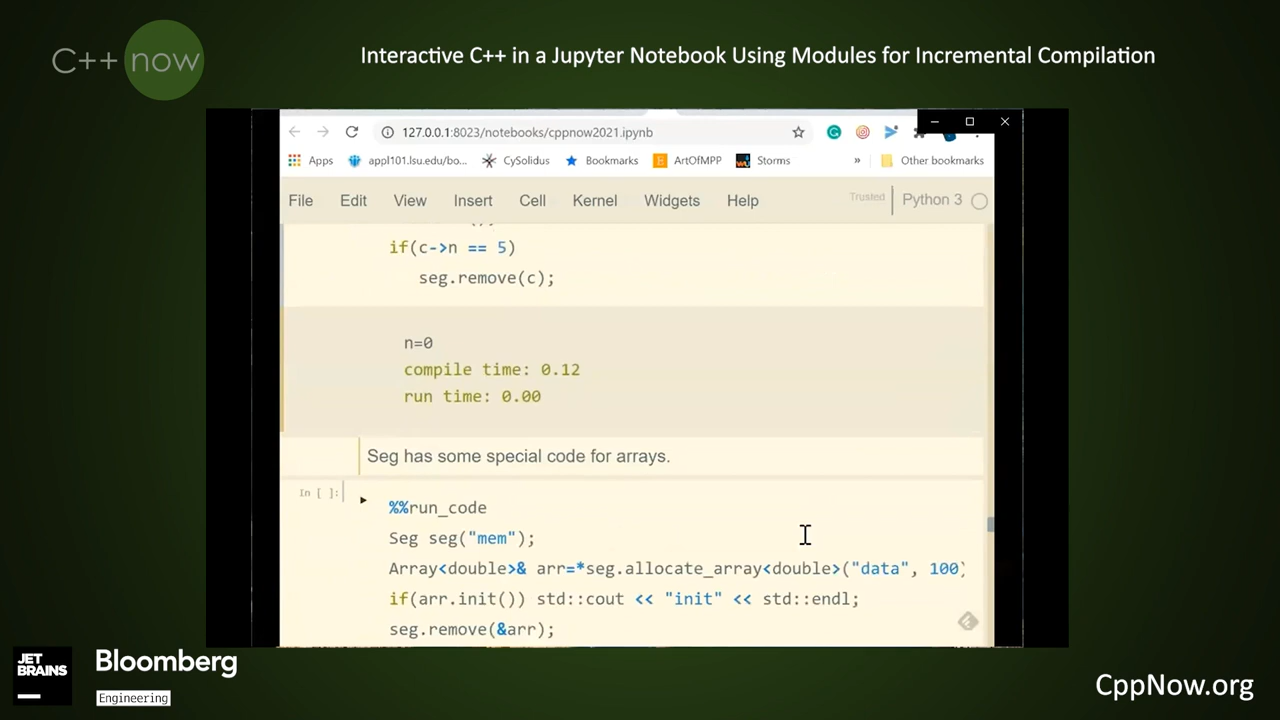 C++ now
Interactive C++ in a Jupyter Notebook Using Modules for Incremental Compilation
127.0.0.1:8023/notebooks/cppnow2021.ipynb
Apps
appl101.lsu.edu/bo...
CySolidus
Bookmarks
ArtOfMPP
Storms
»
Other bookmarks
File Edit View Insert Cell Kernel Widgets Help
Trusted
Python 3
if(c->n == 5)
seg.remove(c);
n=0
compile time: 0.12
run time: 0.00
Seg has some special code for arrays.
In [ ]:
%%run_code
Seg seg("mem");
Array<double>& arr=*seg.allocate_array<double>("data", 100)
if(arr.init()) std::cout << "init" << std::endl;
seg.remove(&arr);
JET
BRAINS
Bloomberg
Engineering
CppNow.org